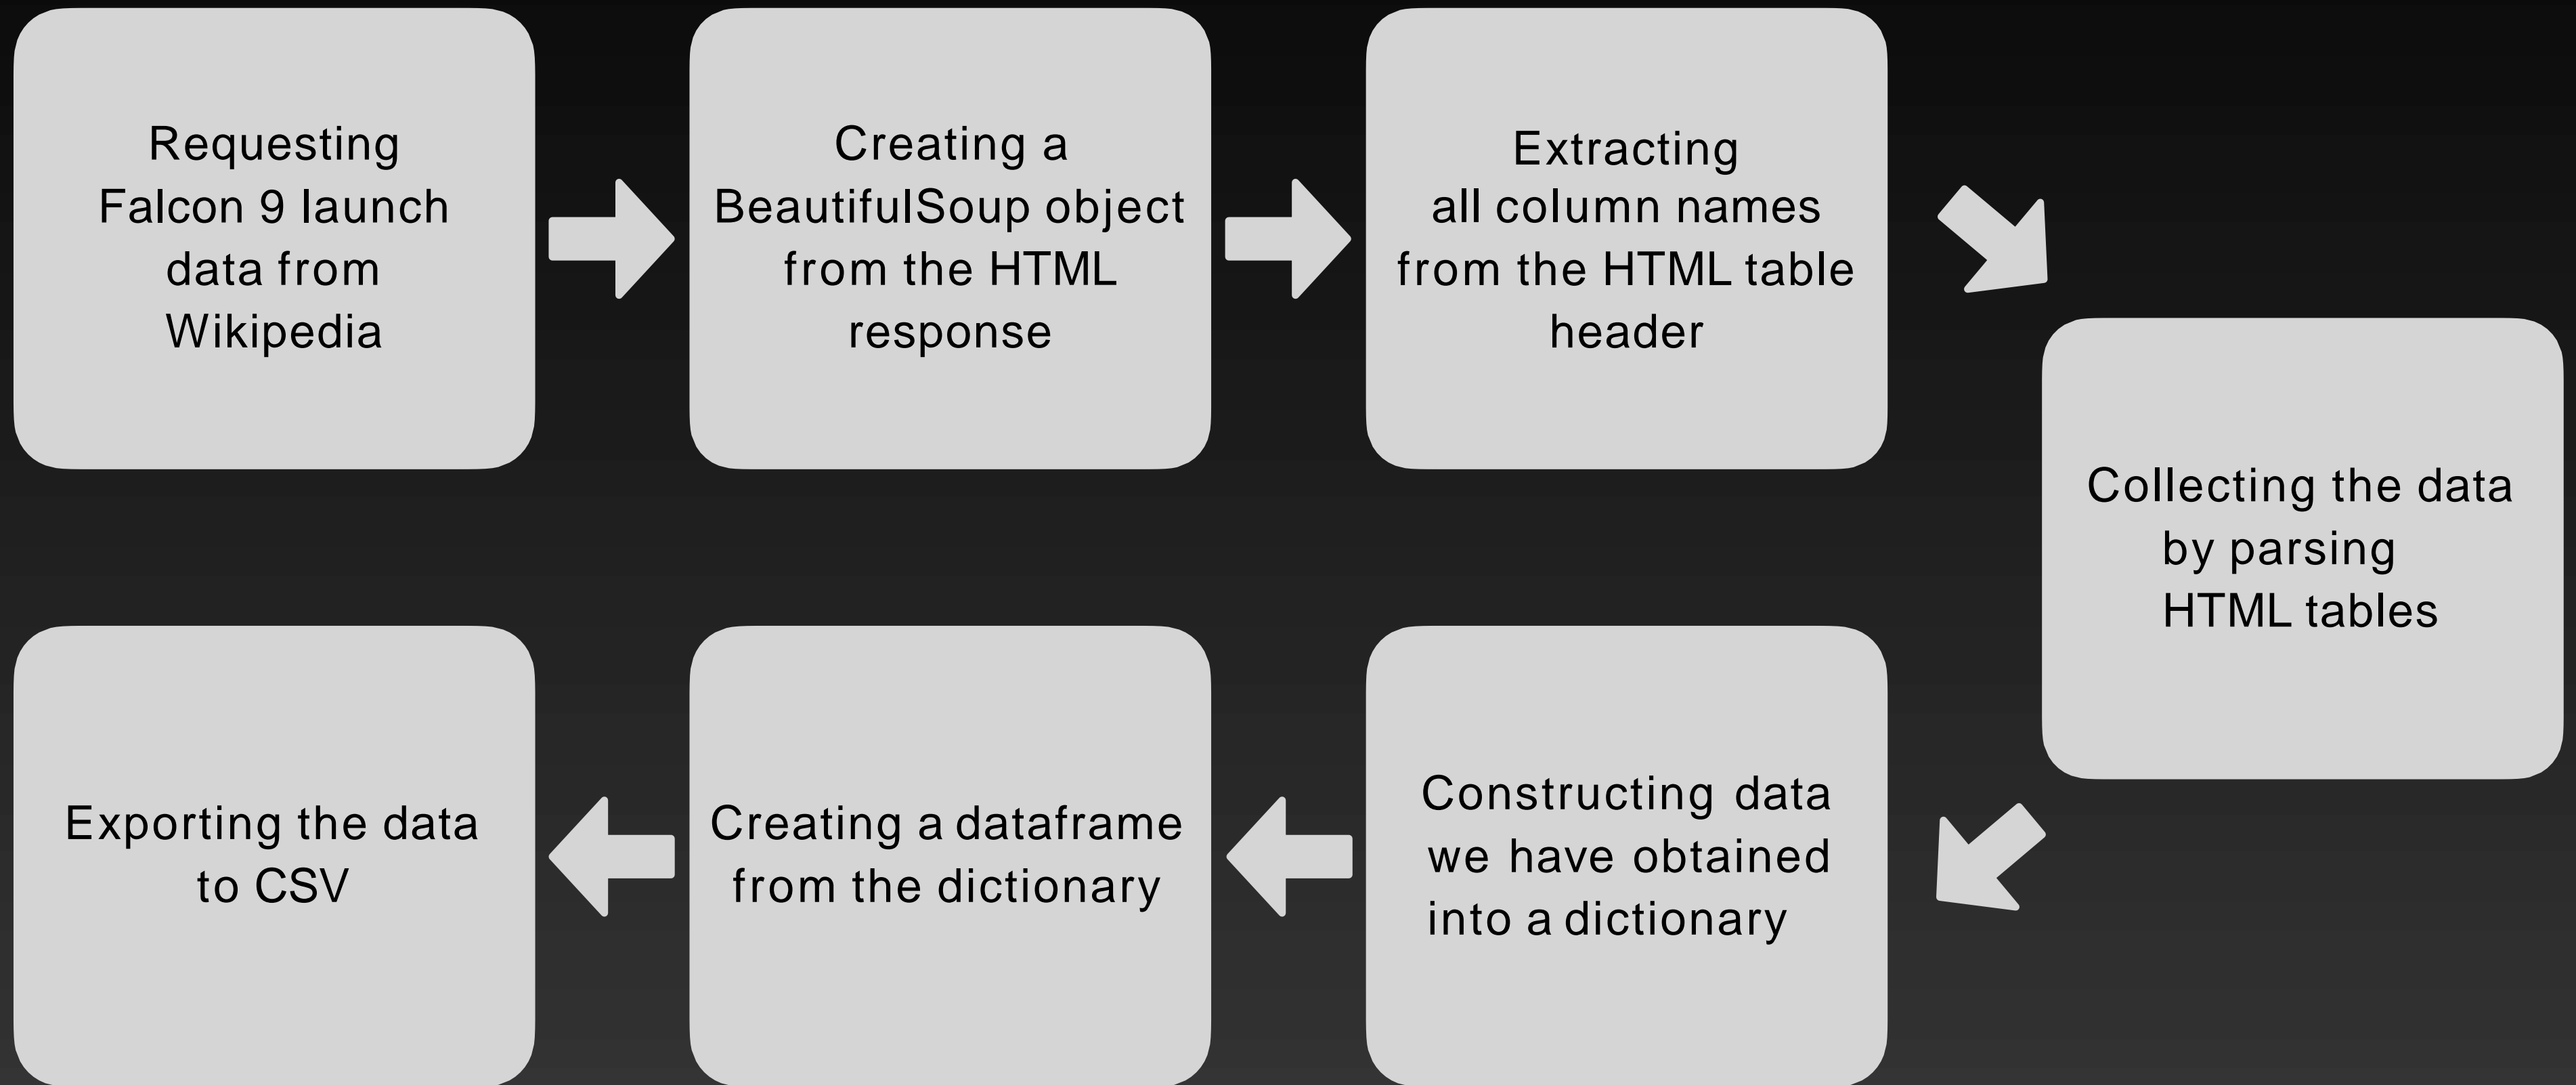 Requesting
Falcon 9 launch
data from
Wikipedia
Creating a
BeautifulSoup object
from the HTML
response
Extracting
all column names
from the HTML table
header
Collecting the data
by parsing
HTML tables
Constructing data
we have obtained
into a dictionary
Creating a dataframe
from the dictionary
Exporting the data
to CSV